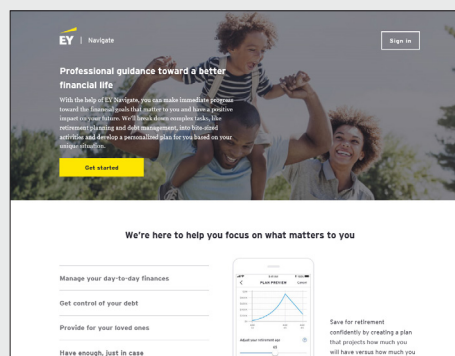 EY | Navigate
Sign in
Professional guidance toward a better
financial life
With the help of EY Navigate, you can make immediate progress
toward the financial goals that matter to you and have a positive
impact on your future. We'll break down complex tasks, like
retirement planning and debt management, into bite-sized
activities and develop a personalized plan for you based on your
unique situation.
Get started
We're here to help you focus on what matters to you
Manage your day-to-day finances
Get control of your debt
Provide for your loved ones
Have enough, just in case
PLAN PREVIEW
Adjust your retirement age
Save for retirement
confidently by creating a plan
that projects how much you
will have versus how much you